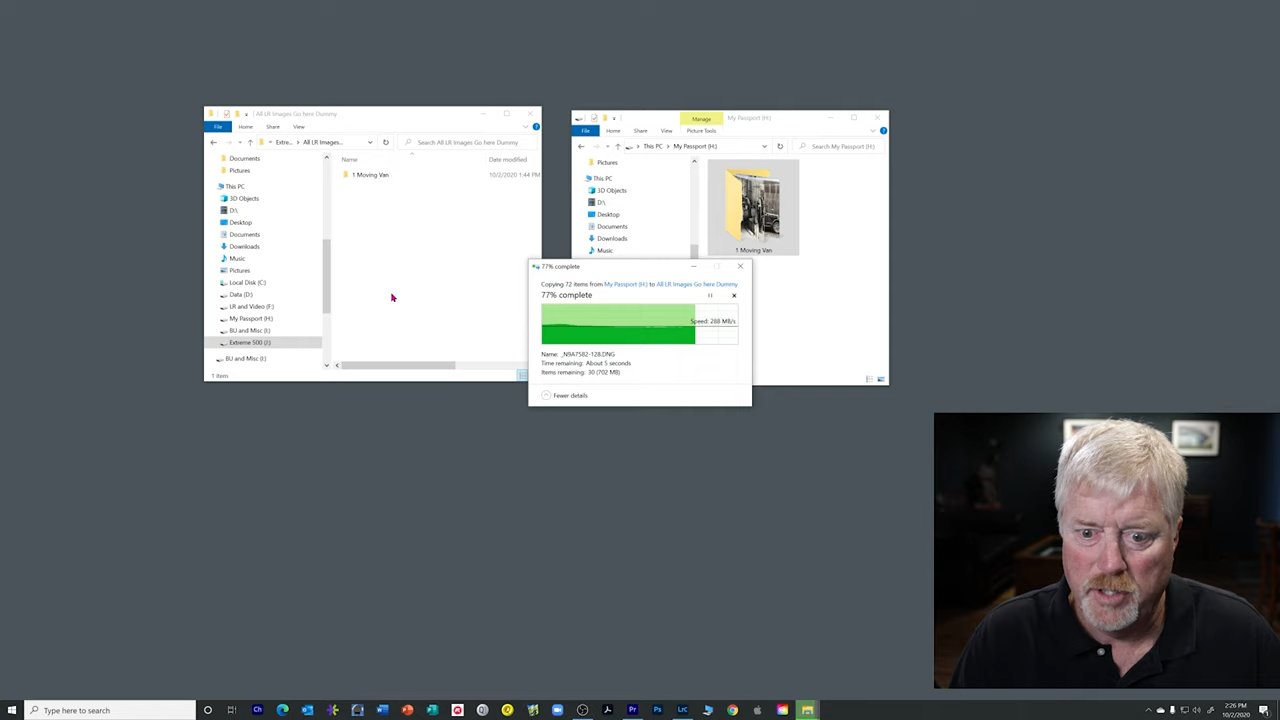 All LR Images Go here Dummy
File Home Share View
Extre... > All LR Images...
Search All LR Images Go here Dummy
Documents
Pictures
This PC
3D Objects
D:\
Desktop
Documents
Downloads
Music
Pictures
Local Disk (C:)
Data (D:)
LR and Video (F:)
My Passport (H:)
BU and Misc (I:)
Extreme 500 (J:)
BU and Misc (I:)
Name Date modified
1 Moving Van 10/2/2020 1:44 PM
1 item
Manage My Passport (H:)
File Home Share View Picture Tools
This PC > My Passport (H:)
Search My Passport (H:)
Pictures
This PC
3D Objects
D:\
Desktop
Documents
Downloads
Music
1 Moving Van
77% complete
Copying 72 items from My Passport (H:) to All LR Images Go here Dummy
77% complete
Speed: 288 MB/s
Name: _N9A7582-128.DNG
Time remaining: About 5 seconds
Items remaining: 30 (702 MB)
Fewer details
Type here to search
2:26 PM
10/2/2020